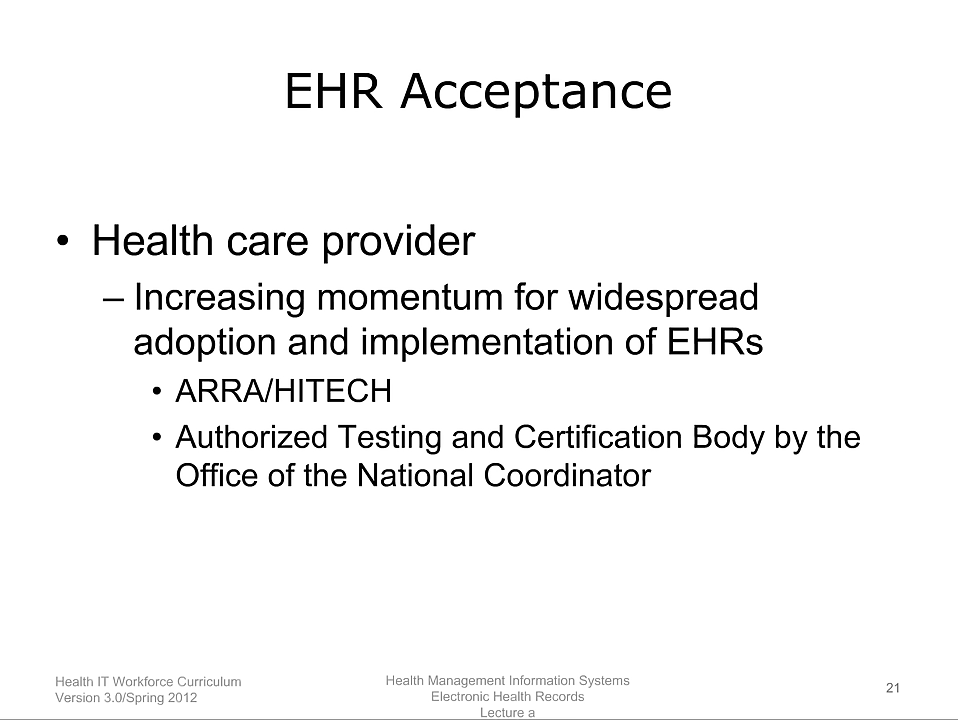 EHR Acceptance
• Health care provider
– Increasing momentum for widespread
adoption and implementation of EHRs
• ARRA/HITECH
• Authorized Testing and Certification Body by the
Office of the National Coordinator
Health IT Workforce Curriculum
Version 3.0/Spring 2012
Health Management Information Systems
Electronic Health Records
Lecture a
21